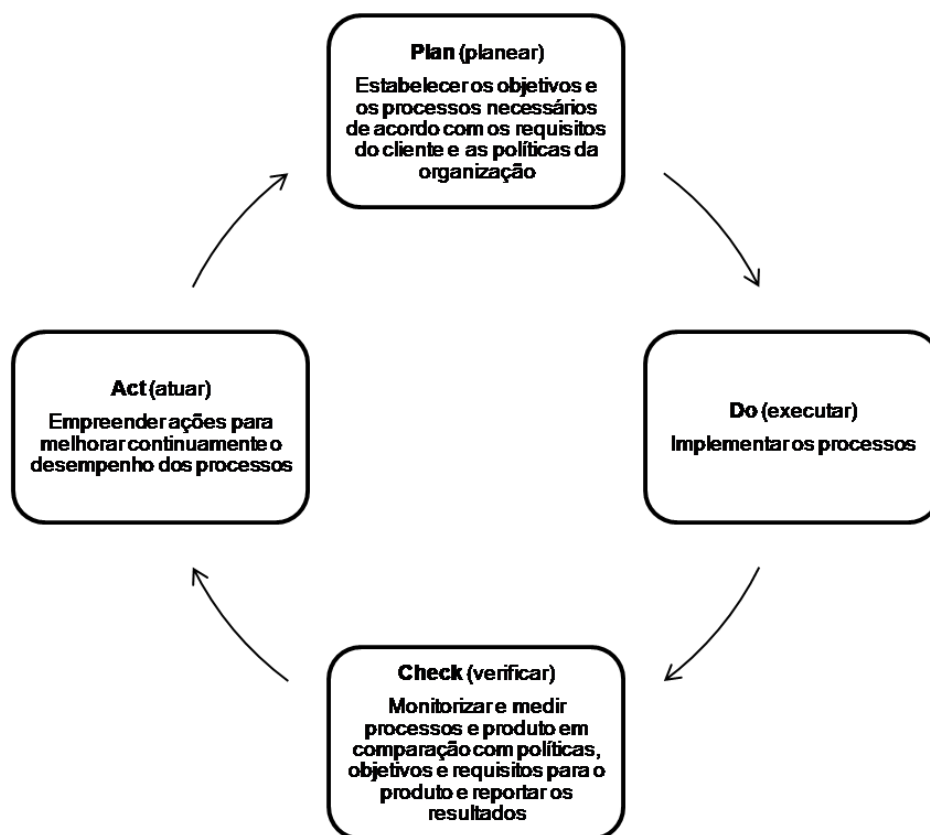 Plan (planear)
Estabelecer os objetivos e
os processos necessários
de acordo com os requisitos
do cliente e as políticas da
organização
Act (atuar)
Empreender ações para
melhorar continuamente o
desempenho dos processos
Do (executar)
Implementar os processos
Check (verificar)
Monitorizar e medir
processos e produto em
comparação com políticas,
objetivos e requisitos para o
produto e reportar os
resultados